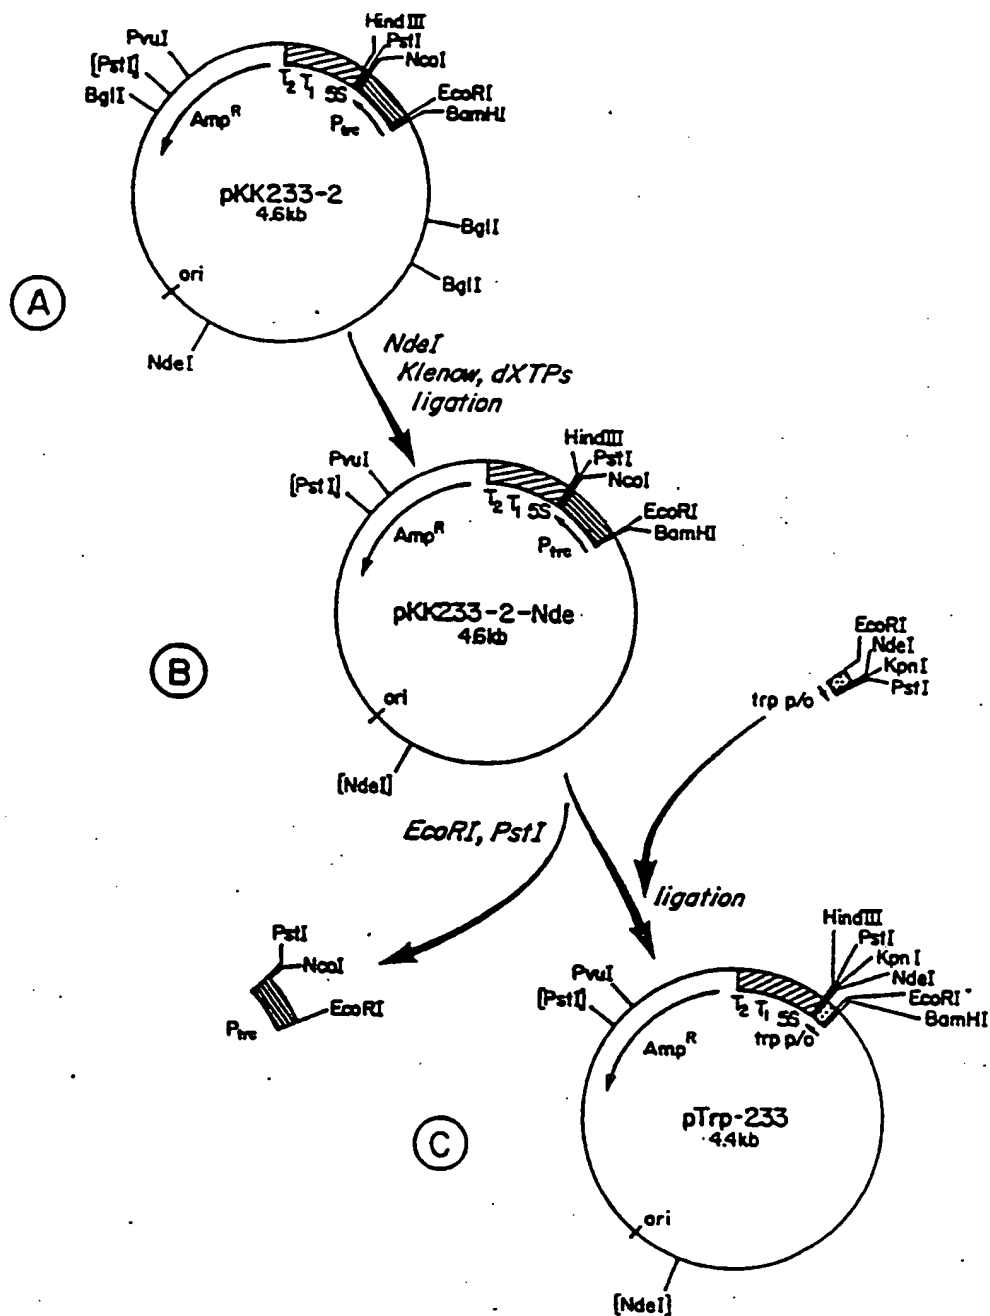 HindIII
PstI
NcoI
PvuI
[PstI]
BglI
EcoRI
BamHI
T2 T1 5S
Ptrc
AmpR
pKK233-2
4.6kb
BglI
BglI
ori
NdeI
A
NdeI
Klenow, dXTPs
ligation
HindIII
PstI
NcoI
PvuI
[PstI]
EcoRI
BamHI
T2 T1 5S
Ptrc
AmpR
pKK233-2-Nde
4.6kb
ori
[NdeI]
B
EcoRI
NdeI
KpnI
PstI
trp p/o
EcoRI, PstI
ligation
PstI
NcoI
EcoRI
Ptrc
HindIII
PstI
KpnI
NdeI
EcoRI
BamHI
PvuI
[PstI]
T2 T1 5S
trp p/o
AmpR
pTrp-233
4.4kb
ori
[NdeI]
C